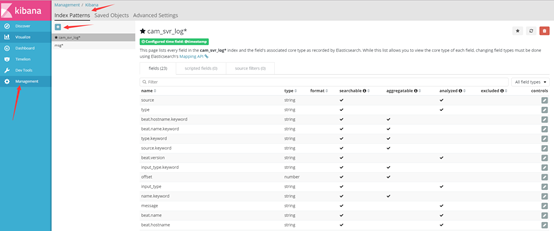 kibana
Discover
Visualize
Dashboard
Timelion
Dev Tools
Management
Management / Kibana
Index Patterns Saved Objects Advanced Settings
★ cam_svr_log*
★ cam_svr_log*
Configured time field: @timestamp
This page lists every field in the cam_svr_log* index and the field's associated core type as recorded by Elasticsearch. While this list allows you to view the core type of each field, changing field types must be done
using Elasticsearch's Mapping API
fields (23) scripted fields (0) source filters (0)
Filter All field types
name type format searchable aggregatable analyzed excluded controls
source string
type string
beat.hostname.keyword string
beat.name.keyword string
type.keyword string
source.keyword string
beat.version string
input_type.keyword string
offset number
input_type string
name.keyword string
message string
beat.name string
beat.hostname string